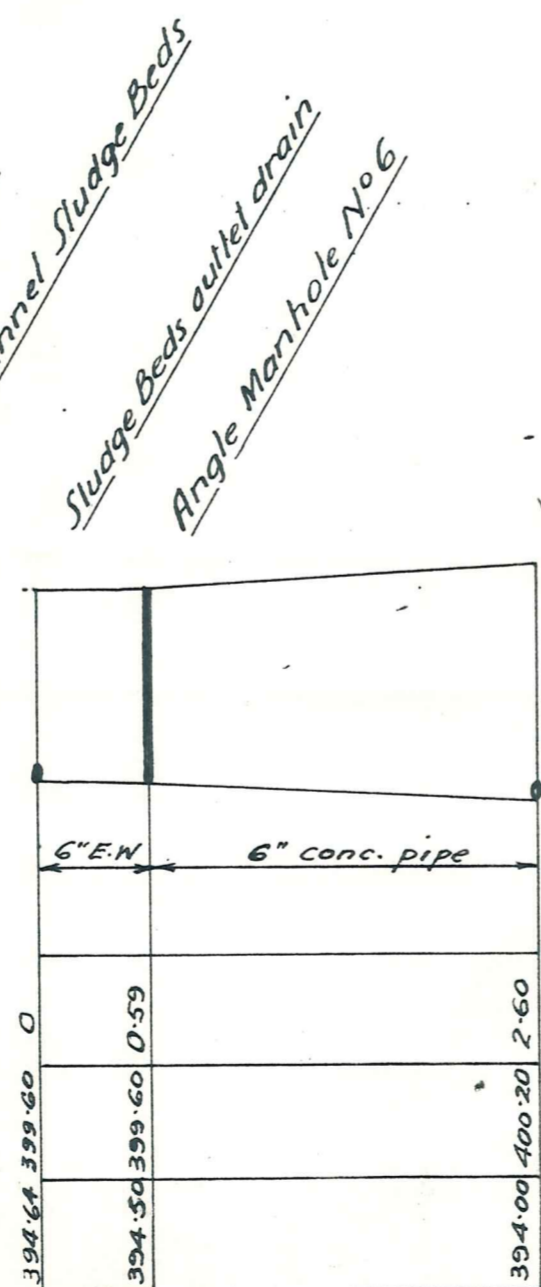 nnel Sludge Beds
Sludge Beds outlet drain
Angle Manhole Nº6
6" E.W 6" conc. pipe
0 0·59 2·60
399·60 399·60 400·20
394·64 394·50 394·00